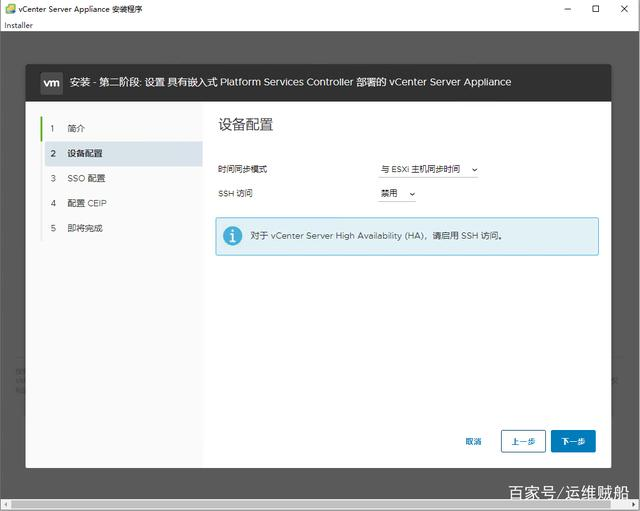 vCenter Server Appliance 安装程序
Installer
vm 安装 - 第二阶段: 设置 具有嵌入式 Platform Services Controller 部署的 vCenter Server Appliance
1 简介
2 设备配置
3 SSO 配置
4 配置 CEIP
5 即将完成
设备配置
时间同步模式 与 ESXi 主机同步时间
SSH 访问 禁用
对于 vCenter Server High Availability (HA)，请启用 SSH 访问。
取消 上一步 下一步
百家号/运维贼船